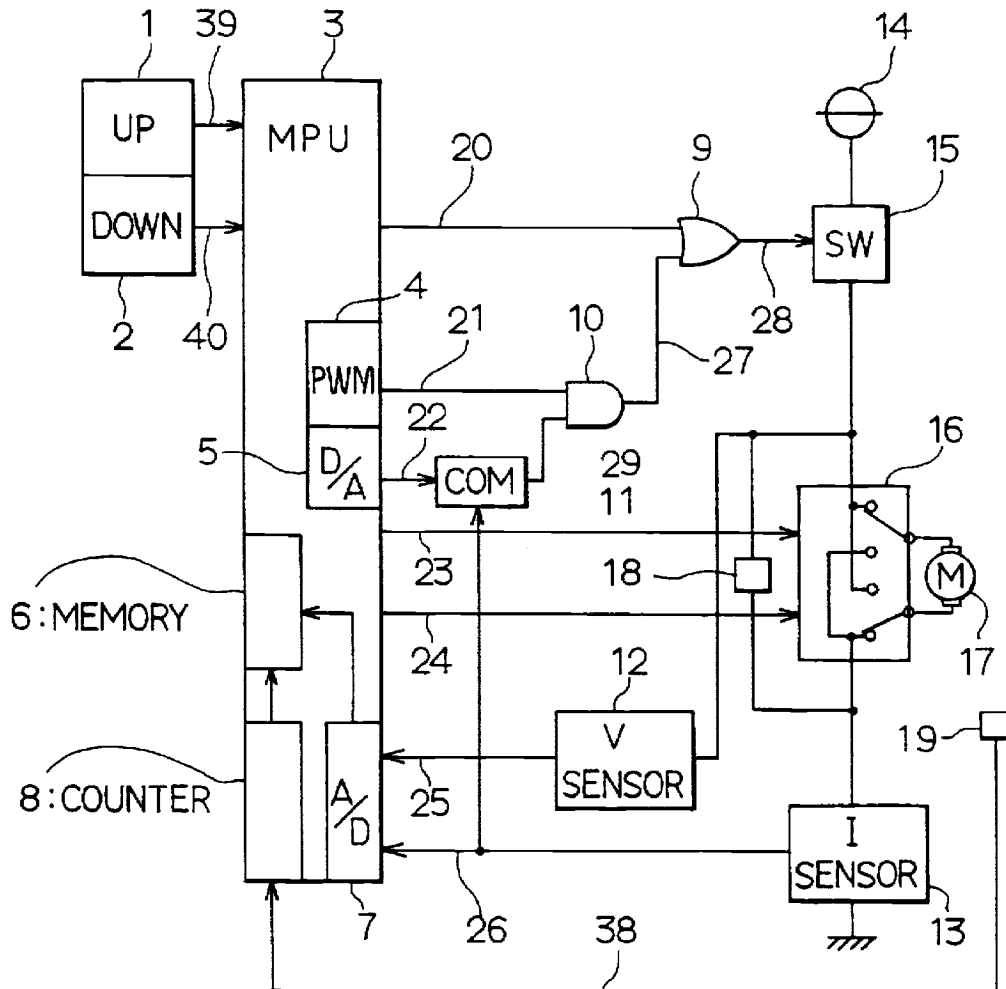 1 39 3 14
UP MPU
20 9 15
DOWN SW
2 40 4 21 10 27 28
PWM
5 22 16
D/A COM 29
11
23 18 M
6:MEMORY
24 12 17
V
SENSOR 19
8:COUNTER 25
A/D I
SENSOR
7 26 38 13